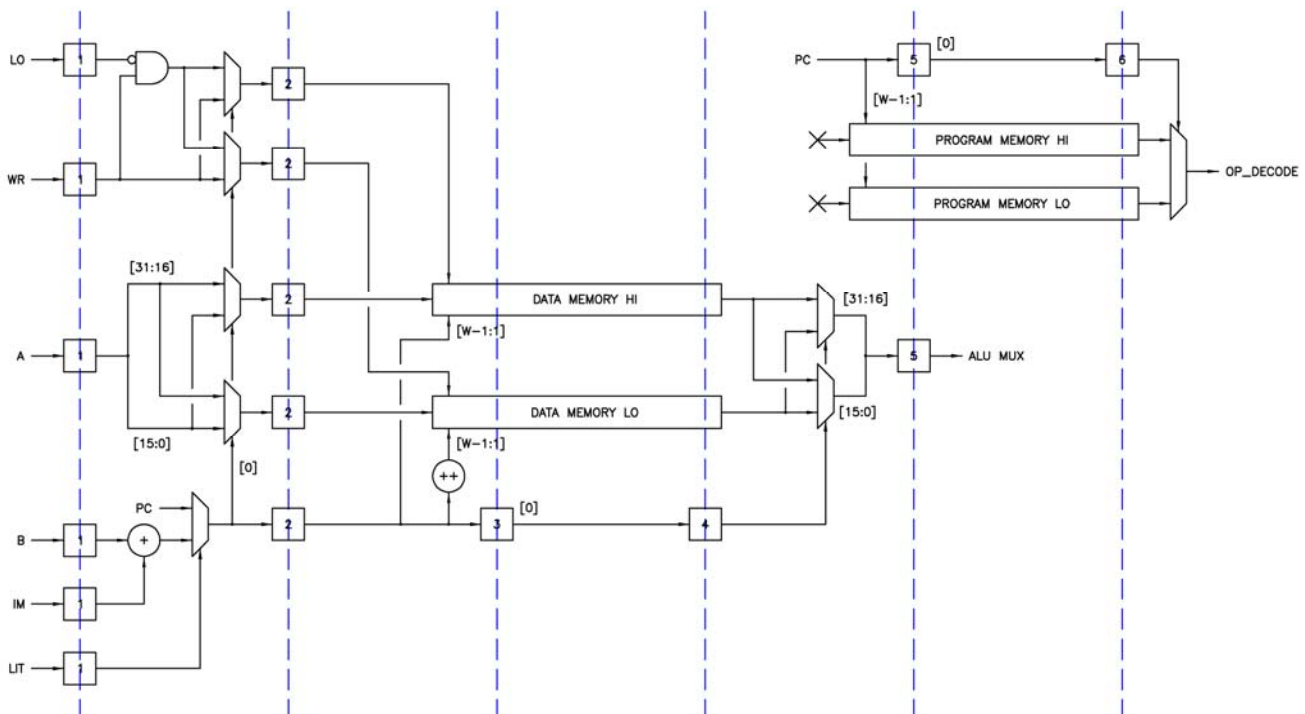 LO
1
2
WR
1
2
[31:16]
2
DATA MEMORY HI
[W-1:1]
[31:16]
A
1
5
ALU MUX
2
DATA MEMORY LO
[15:0]
[15:0]
[W-1:1]
[0]
++
PC
B
1
+
2
3
[0]
4
IM
1
LIT
1
PC
5
[0]
6
[W-1:1]
PROGRAM MEMORY HI
OP_DECODE
PROGRAM MEMORY LO